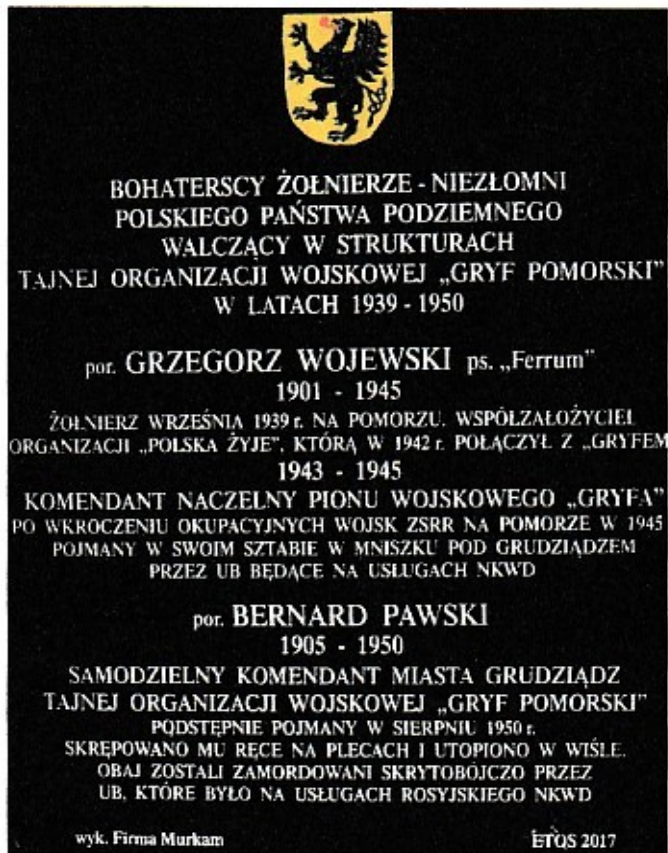 BOHATERSCY ŻOŁNIERZE - NIEZŁOMNI
POLSKIEGO PAŃSTWA PODZIEMNEGO
WALCZĄCY W STRUKTURACH
TAJNEJ ORGANIZACJI WOJSKOWEJ „GRYF POMORSKI”
W LATACH 1939 - 1950
por. GRZEGORZ WOJEWSKI ps. „Ferrum”
1901 - 1945
ŻOŁNIERZ WRZEŚNIA 1939 r. NA POMORZU. WSPÓŁZAŁOŻYCIEL
ORGANIZACJI „POLSKA ŻYJE”, KTÓRĄ W 1942 r. POŁĄCZYŁ Z „GRYFEM
1943 - 1945
KOMENDANT NACZELNY PIONU WOJSKOWEGO „GRYFA”
PO WKROCZENIU OKUPACYJNYCH WOJSK ZSRR NA POMORZE W 1945
POJMANY W SWOIM SZTABIE W MNISZKU POD GRUDZIĄDZEM
PRZEZ UB BĘDĄCE NA USŁUGACH NKWD
por. BERNARD PAWSKI
1905 - 1950
SAMODZIELNY KOMENDANT MIASTA GRUDZIĄDZ
TAJNEJ ORGANIZACJI WOJSKOWEJ „GRYF POMORSKI”
PODSTĘPNIE POJMANY W SIERPNIU 1950 r.
SKRĘPOWANO MU RĘCE NA PLECACH I UTOPIONO W WIŚLE.
OBAJ ZOSTALI ZAMORDOWANI SKRYTOBÓJCZO PRZEZ
UB, KTÓRE BYŁO NA USŁUGACH ROSYJSKIEGO NKWD
wyk. Firma Murkam ETOS 2017